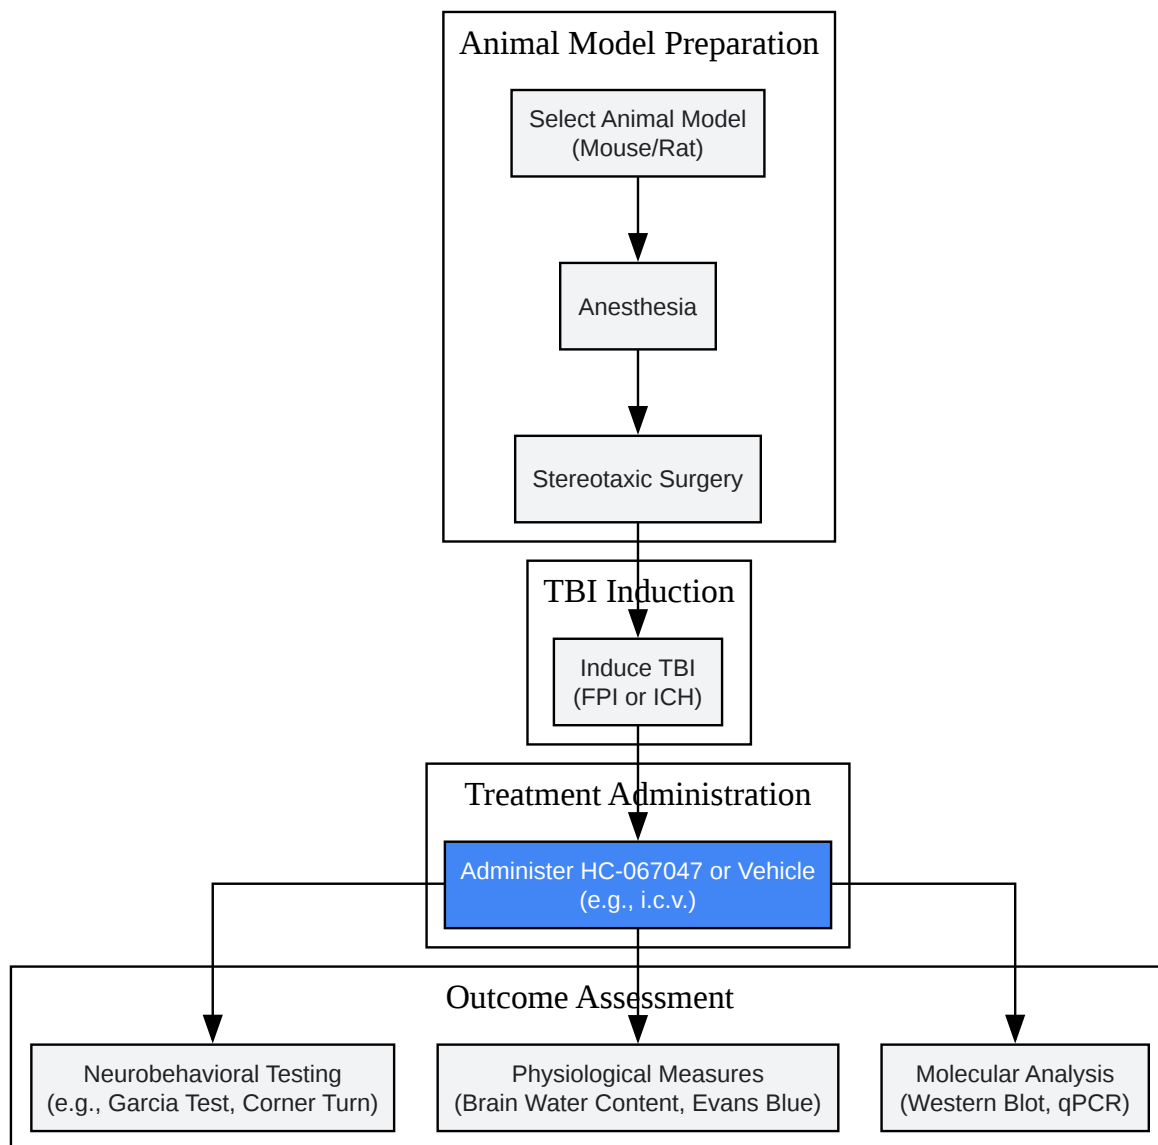 Animal Model Preparation
Select Animal Model
(Mouse/Rat)
Anesthesia
Stereotaxic Surgery
TBI Induction
Induce TBI
(FPI or ICH)
Treatment Administration
Administer HC-067047 or Vehicle
(e.g., i.c.v.)
Outcome Assessment
Neurobehavioral Testing
(e.g., Garcia Test, Corner Turn)
Physiological Measures
(Brain Water Content, Evans Blue)
Molecular Analysis
(Western Blot, qPCR)